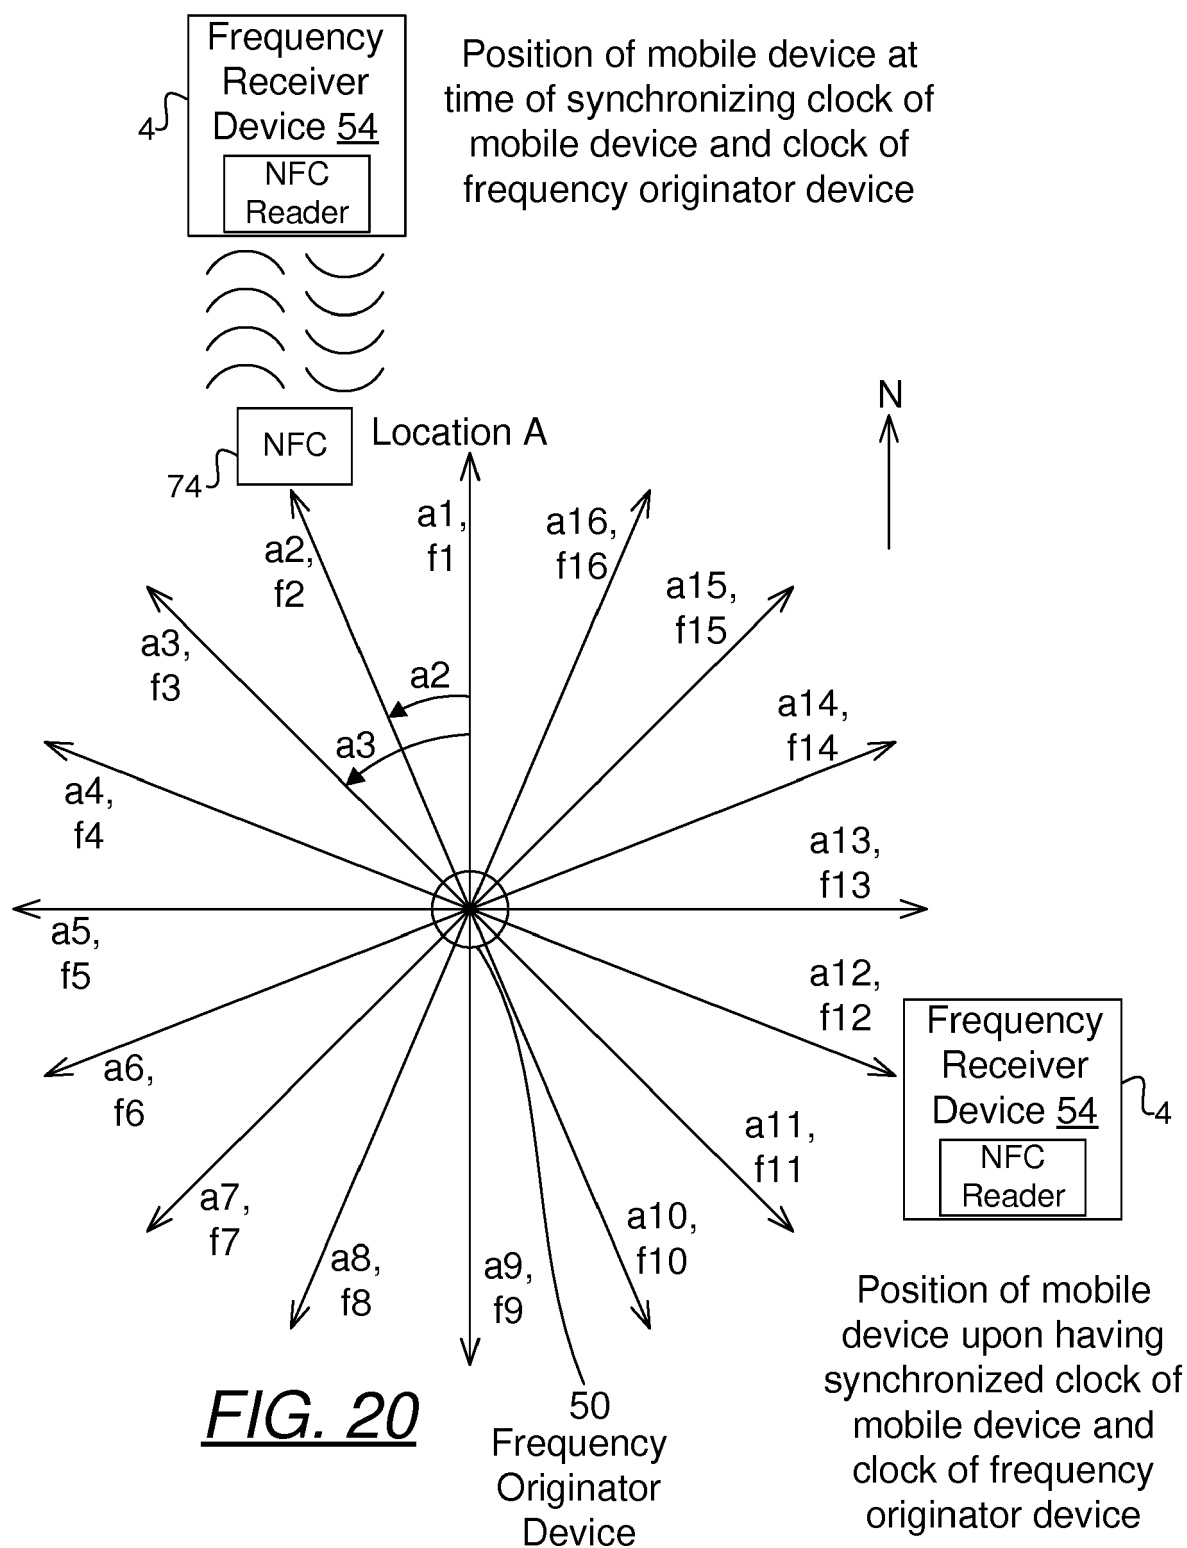 Frequency
Receiver
Device 54
NFC
Reader
4
Position of mobile device at
time of synchronizing clock of
mobile device and clock of
frequency originator device
N
NFC
74
Location A
a1,
f1
a2,
f2
a16,
f16
a15,
f15
a3,
f3
a2
a3
a14,
f14
a4,
f4
a13,
f13
a5,
f5
a12,
f12
Frequency
Receiver
Device 54
NFC
Reader
4
a6,
f6
a11,
f11
a7,
f7
a10,
f10
a8,
f8
a9,
f9
Position of mobile
device upon having
synchronized clock of
mobile device and
clock of frequency
originator device
FIG. 20
50
Frequency
Originator
Device